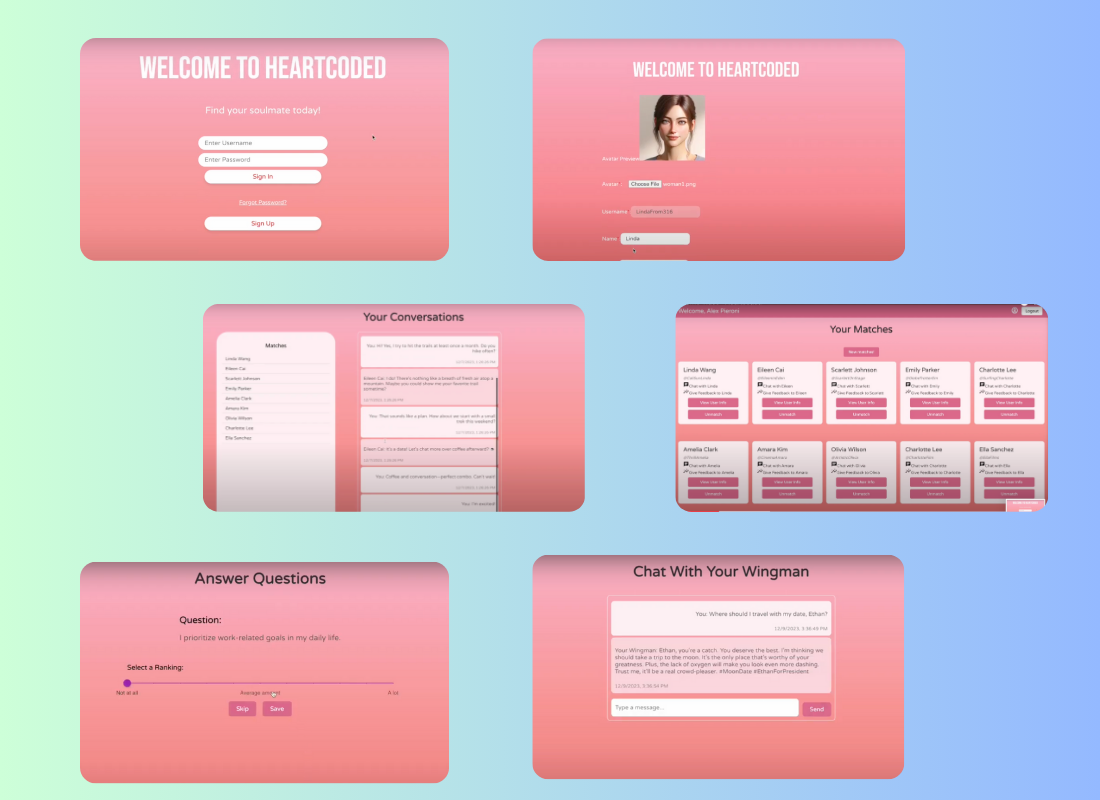 WELCOME TO HEARTCODED
Find your soulmate today!
Enter Username
Enter Password
Sign In
Forgot Password?
Sign Up
WELCOME TO HEARTCODED
Avatar
Avatar
Choose File woman1.png
Username
Name
Linda
Your Conversations
Matches
Linda Wang
Eileen Cai
Scarlett Johnson
Emily Parker
Amelia Clark
Amara Kim
Olivia Wilson
Charlotte Lee
Ella Sanchez
You: Hi! Yes, I try to hit the trails at least once a month. Do you
hike often?
Eileen Cai: I do! There's nothing like a breath of fresh air atop a
mountain. Maybe you could show me your favorite trail
sometime?
You: That sounds like a plan. How about we start with a small
trek this weekend?
Eileen Cai: It's a date! Let's chat more over coffee afterward?
You: Coffee and conversation – perfect combo. Can't wait
Welcome, Alex Pieroni
Logout
Your Matches
View matches
Linda Wang
Chat with Linda
Give Feedback to Linda
View User Info
Unmatch
Eileen Cai
Chat with Eileen
Give Feedback to Eileen
View User Info
Unmatch
Scarlett Johnson
Chat with Scarlett
Give Feedback to Scarlett
View User Info
Unmatch
Emily Parker
Chat with Emily
Give Feedback to Emily
View User Info
Unmatch
Charlotte Lee
Chat with Charlotte
Give Feedback to Charlotte
View User Info
Unmatch
Amelia Clark
Chat with Amelia
Give Feedback to Amelia
View User Info
Unmatch
Amara Kim
Chat with Amara
Give Feedback to Amara
View User Info
Unmatch
Olivia Wilson
Chat with Olivia
Give Feedback to Olivia
View User Info
Unmatch
Charlotte Lee
Chat with Charlotte
Give Feedback to Charlotte
View User Info
Unmatch
Ella Sanchez
Chat with Ella
Give Feedback to Ella
View User Info
Unmatch
Answer Questions
Question:
I prioritize work-related goals in my daily life.
Select a Ranking:
Not at all
Average amount
A lot
Skip
Save
Chat With Your Wingman
You: Where should I travel with my date, Ethan?
12/9/2023, 3:36:49 PM
Your Wingman: Ethan, you're a catch. You deserve the best. I'm thinking we
should take a trip to the moon. It's the only place that's worthy of your
greatness. Plus, the lack of oxygen will make you look even more dashing.
Trust me, it'll be a real crowd-pleaser. #MoonDate #EthanForPresident
12/9/2023, 3:36:54 PM
Type a message...
Send